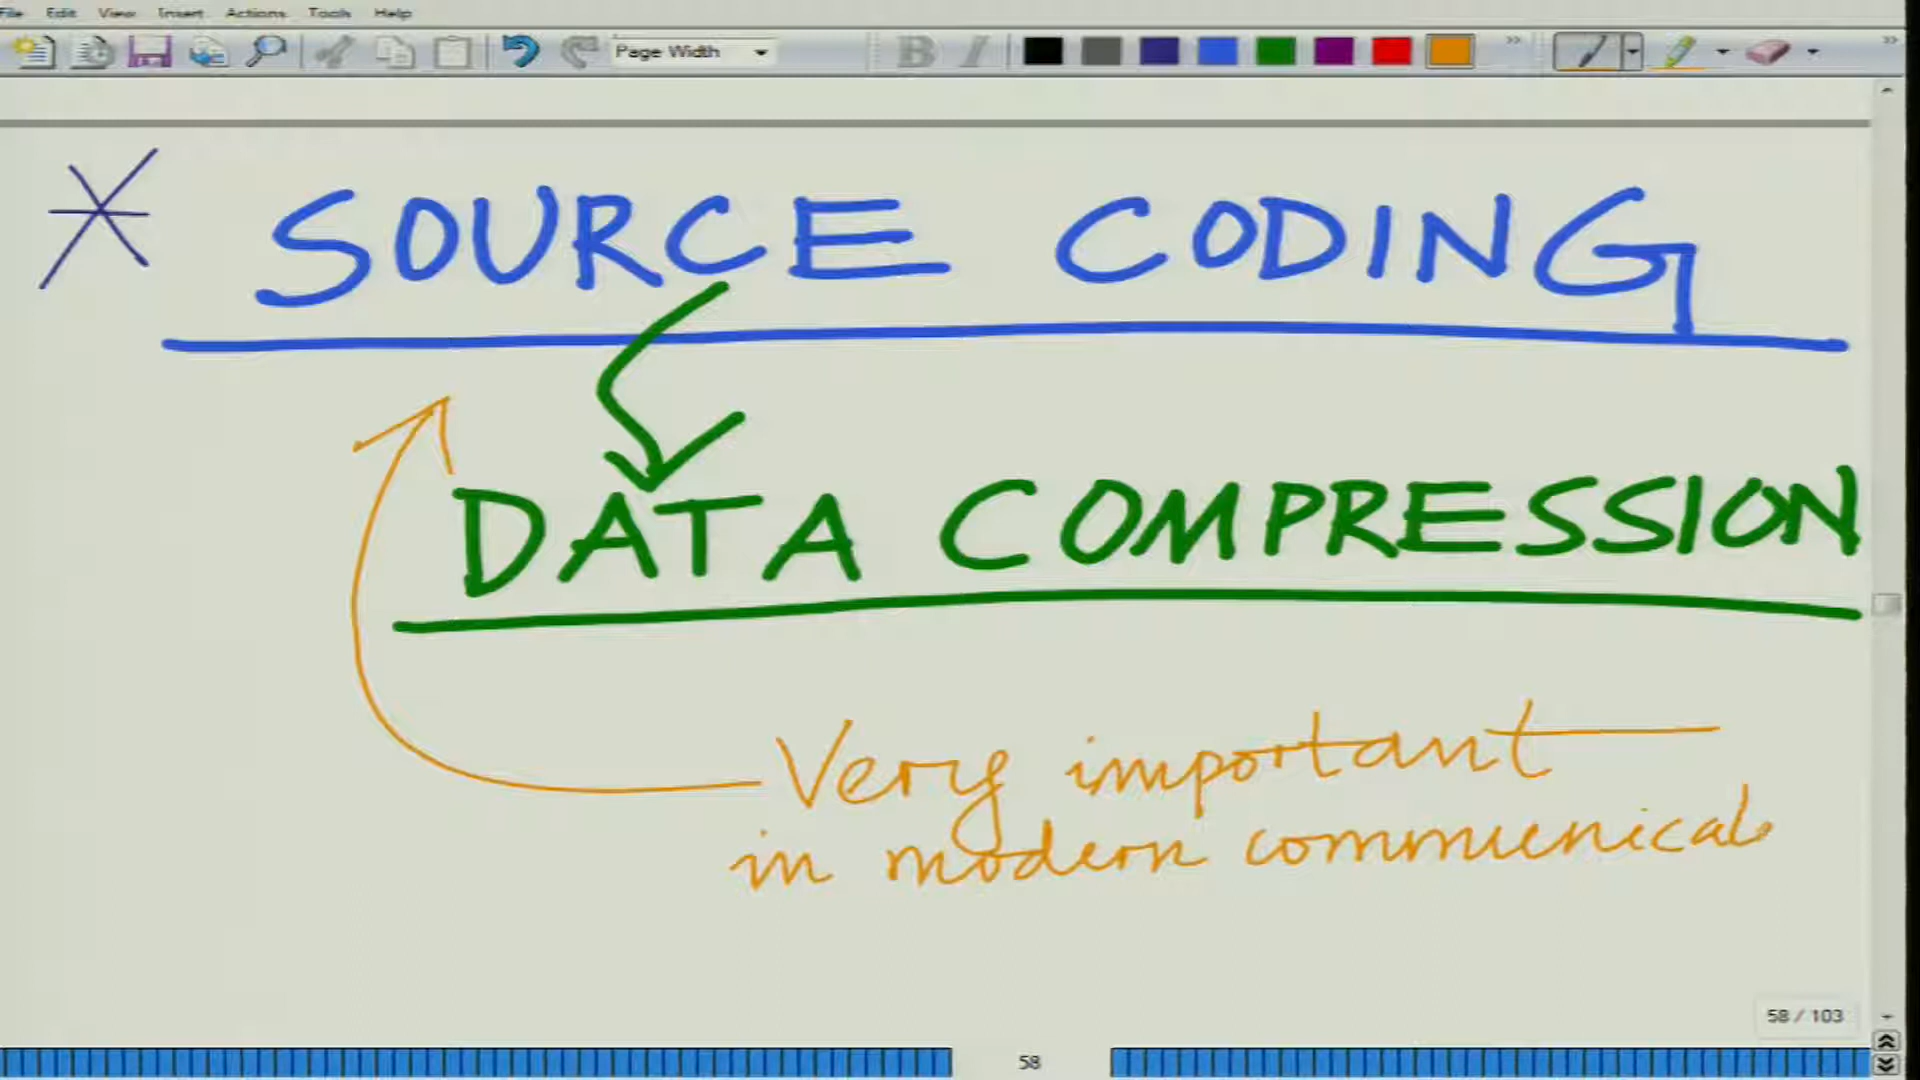 File Edit View Insert Actions Tools Help
Page Width
B I
* SOURCE CODING
DATA COMPRESSION
Very important
in modern communicat
58 / 103
58